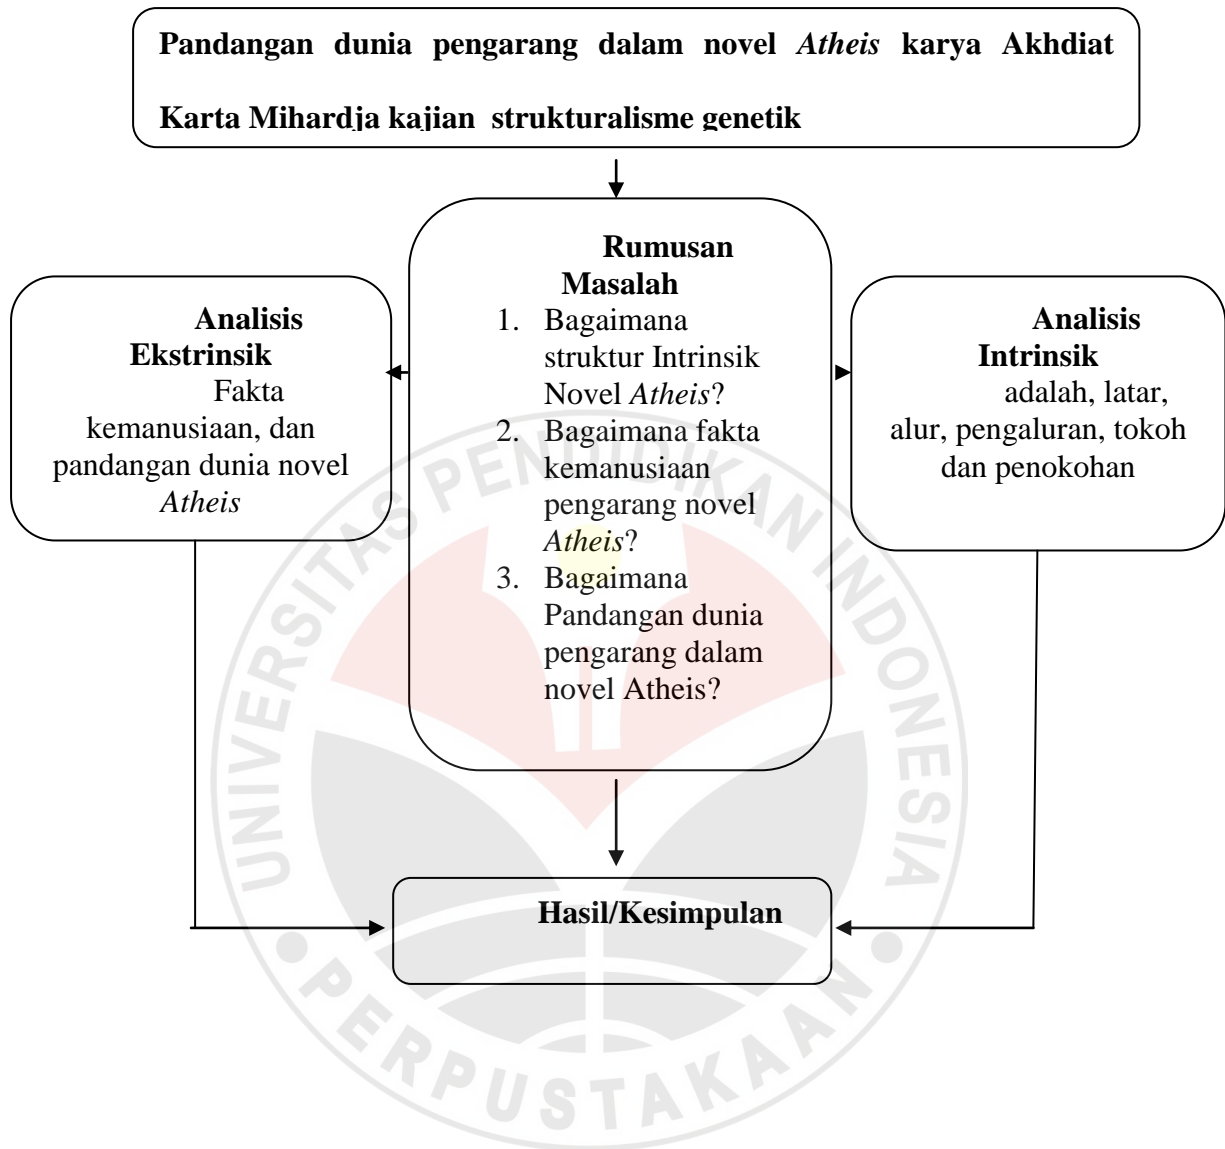 Pandangan dunia pengarang dalam novel Atheis karya Akhdiat
Karta Mihardja kajian strukturalisme genetik
Rumusan
Masalah
1. Bagaimana
struktur Intrinsik
Novel Atheis?
2. Bagaimana fakta
kemanusiaan
pengarang novel
Atheis?
3. Bagaimana
Pandangan dunia
pengarang dalam
novel Atheis?
Analisis
Ekstrinsik
Fakta
kemanusiaan, dan
pandangan dunia novel
Atheis
Analisis
Intrinsik
adalah, latar,
alur, pengaluran, tokoh
dan penokohan
Hasil/Kesimpulan
UNIVERSITAS PENDIDIKAN INDONESIA
PERPUSTAKAAN